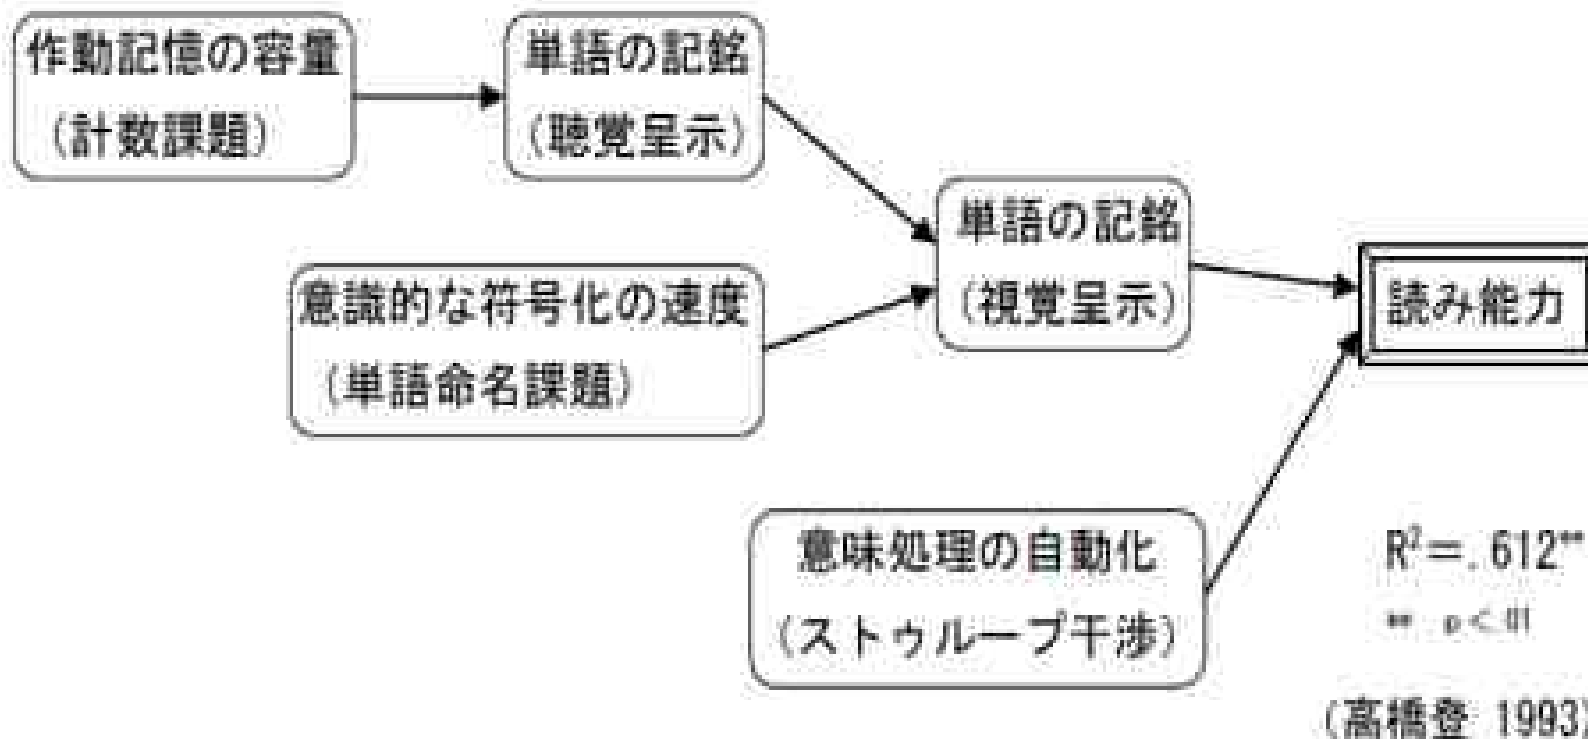 作動記憶の容量
(計数課題)
単語の記銘
(聴覚呈示)
単語の記銘
(視覚呈示)
意識的な符号化の速度
(単語命名課題)
読み能力
意味処理の自動化
(ストゥループ干渉)
R²=.612**
** p<.01
(高橋登 1993)